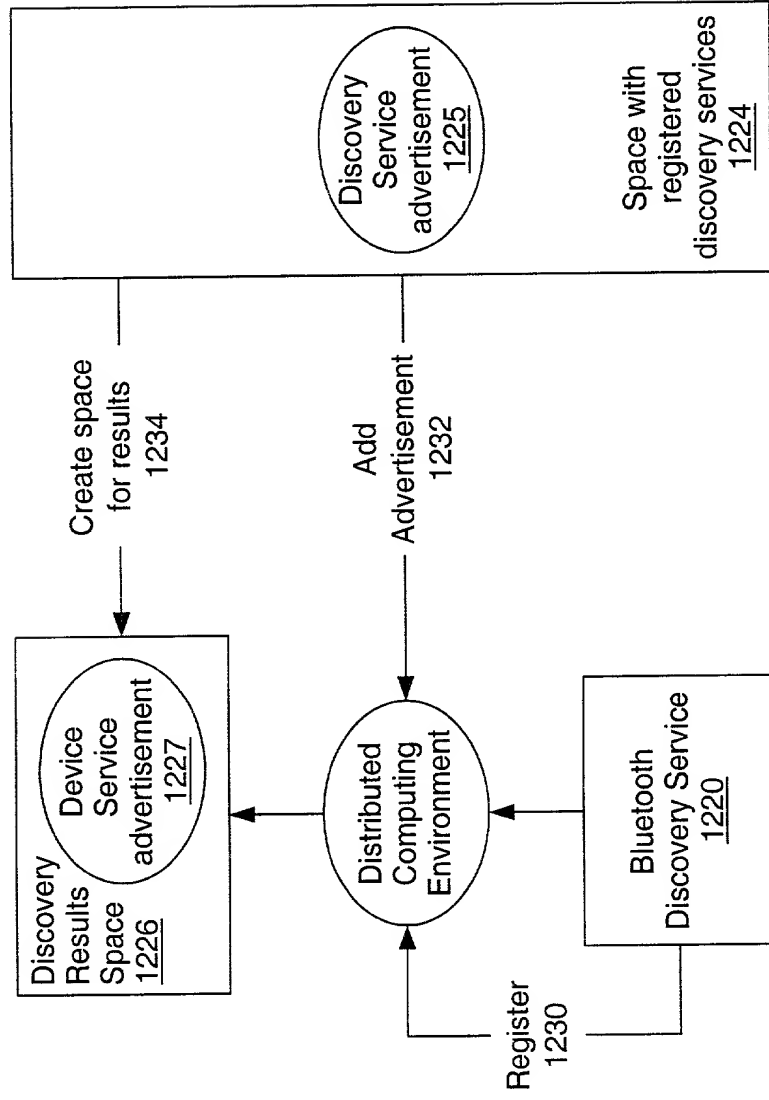 Discovery
Results
Space
1226
Device
Service
advertisement
1227
Create space
for results
1234
Discovery
Service
advertisement
1225
Distributed
Computing
Environment
Add
Advertisement
1232
Register
1230
Bluetooth
Discovery Service
1220
Space with
registered
discovery services
1224